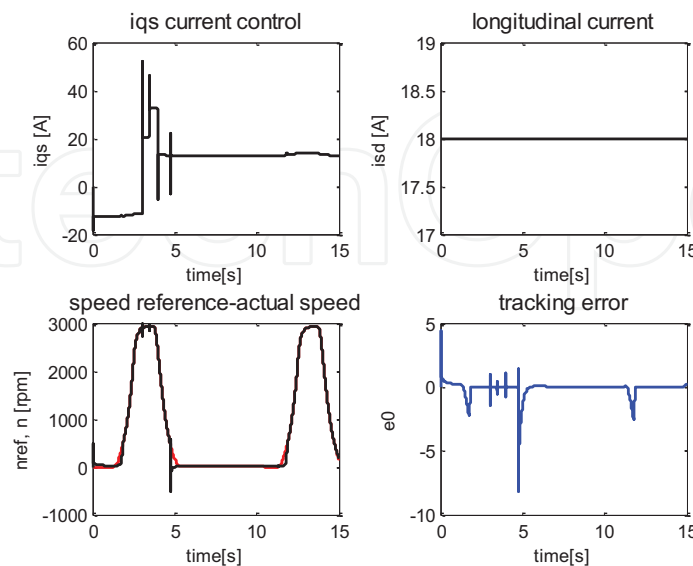 iqs current control
longitudinal current
60
40
20
0
-20
iqs [A]
0 5 10 15
time[s]
19
18.5
18
17.5
17
isd [A]
0 5 10 15
time[s]
speed reference-actual speed
tracking error
3000
2000
1000
0
-1000
nref, n [rpm]
0 5 10 15
time[s]
5
0
-5
-10
e0
0 5 10 15
time[s]